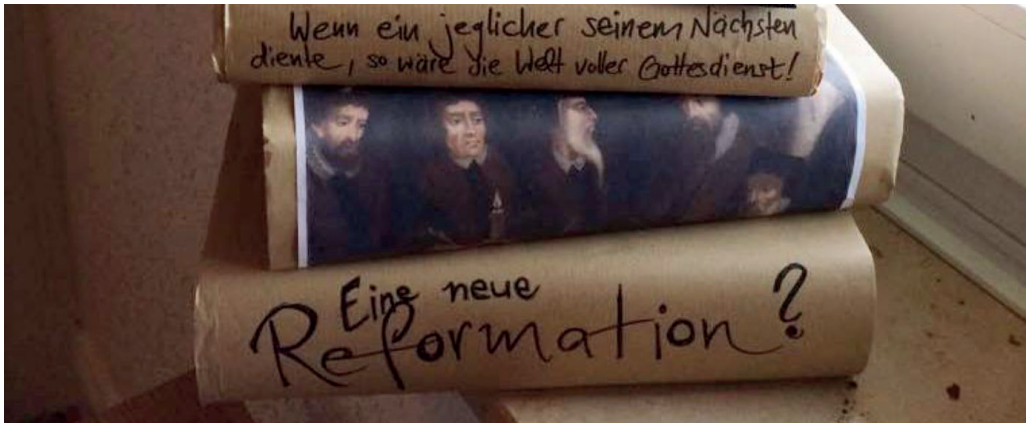 Wenn ein jeglicher seinem Nächsten
diente, so wäre die Welt voller Gottesdienst!
Eine neue
Reformation?